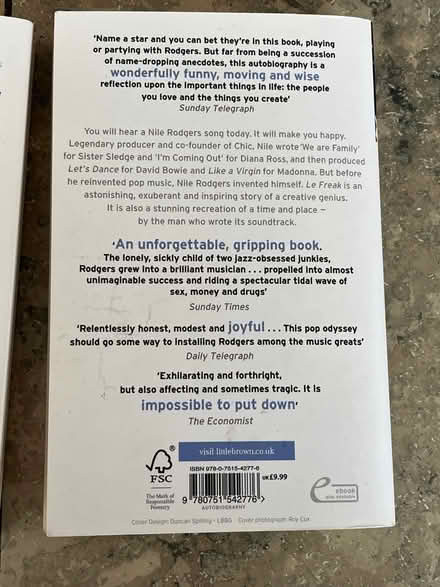 'Name a star and you can bet they're in this book, playing
or partying with Rodgers. But far from being a succession
of name-dropping anecdotes, this autobiography is a
wonderfully funny, moving and wise
reflection upon the important things in life: the people
you love and the things you create'
Sunday Telegraph
You will hear a Nile Rodgers song today. It will make you happy.
Legendary producer and co-founder of Chic, Nile wrote 'We are Family'
for Sister Sledge and 'I'm Coming Out' for Diana Ross, and then produced
Let's Dance for David Bowie and Like a Virgin for Madonna. But before
he reinvented pop music, Nile Rodgers invented himself. Le Freak is an
astonishing, exuberant and inspiring story of a creative genius.
It is also a stunning recreation of a time and place –
by the man who wrote its soundtrack.
'An unforgettable, gripping book.
The lonely, sickly child of two jazz-obsessed junkies,
Rodgers grew into a brilliant musician . . . propelled into almost
unimaginable success and riding a spectacular tidal wave of
sex, money and drugs'
Sunday Times
'Relentlessly honest, modest and joyful . . . This pop odyssey
should go some way to installing Rodgers among the music greats'
Daily Telegraph
'Exhilarating and forthright,
but also affecting and sometimes tragic. It is
impossible to put down'
The Economist
visit littlebrown.co.uk
ISBN 978-0-7515-4277-6
UK £9.99
9 780751 542776 >
AUTOBIOGRAPHY
FSC
The Mark of
Responsible
Forestry
ebook
also available
Cover Design: Duncan Spilling – LBBG Cover photograph: Roy Cox